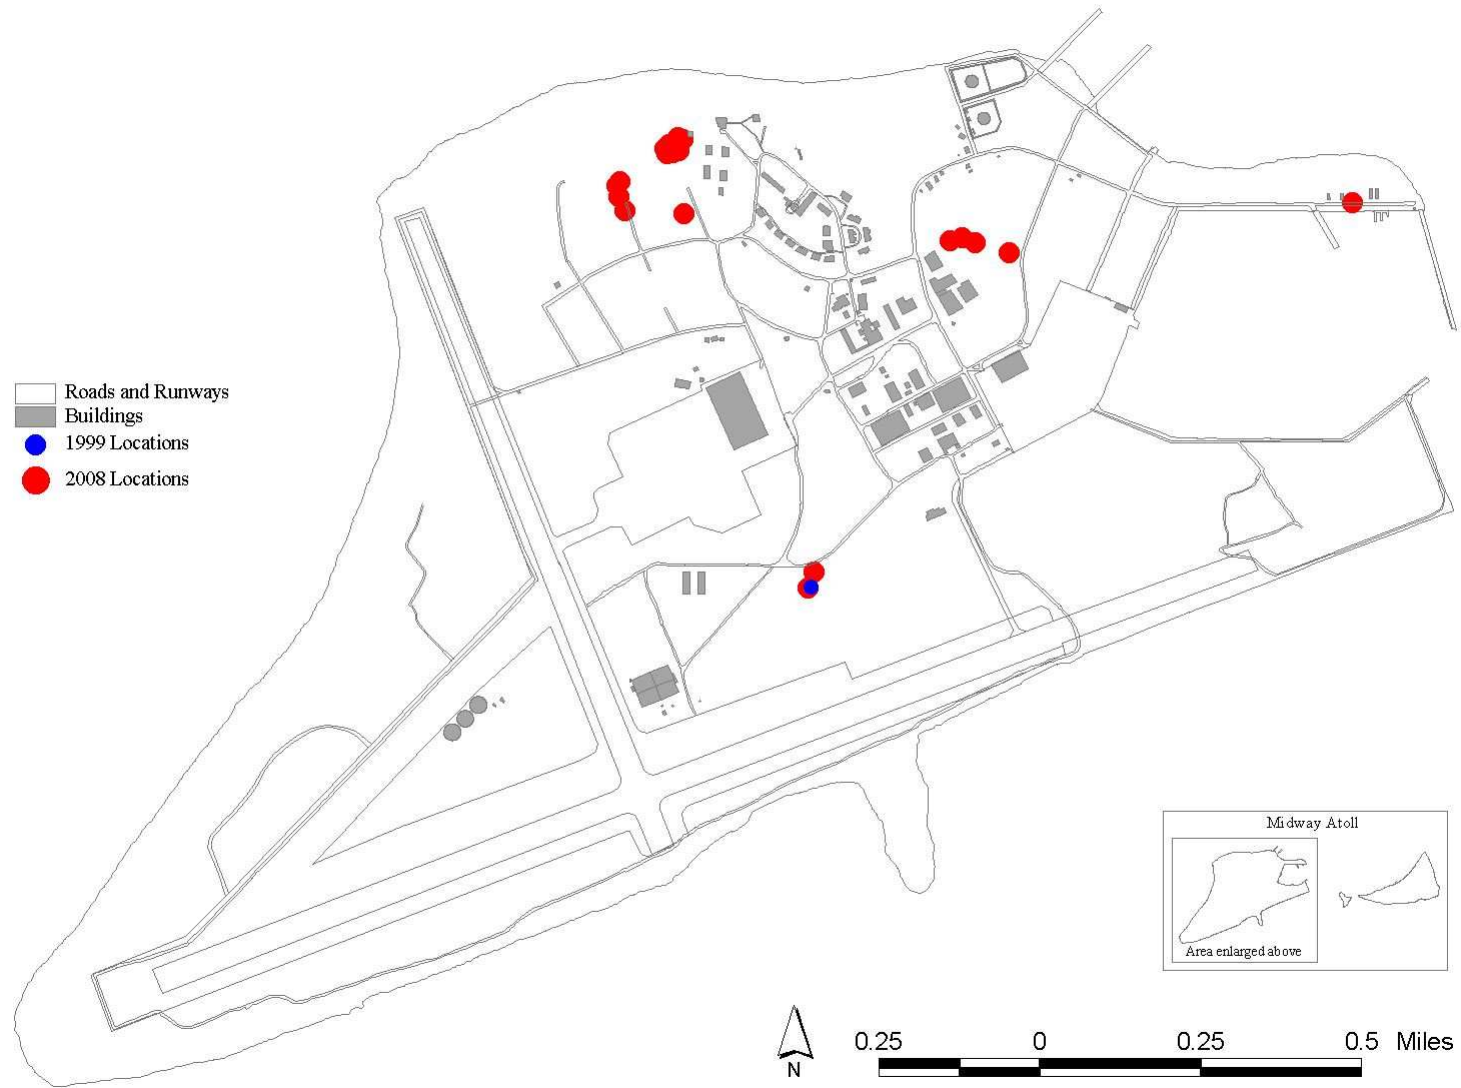 Roads and Runways
Buildings
1999 Locations
2008 Locations
Midway Atoll
Area enlarged above
N
0.25 0 0.25 0.5 Miles